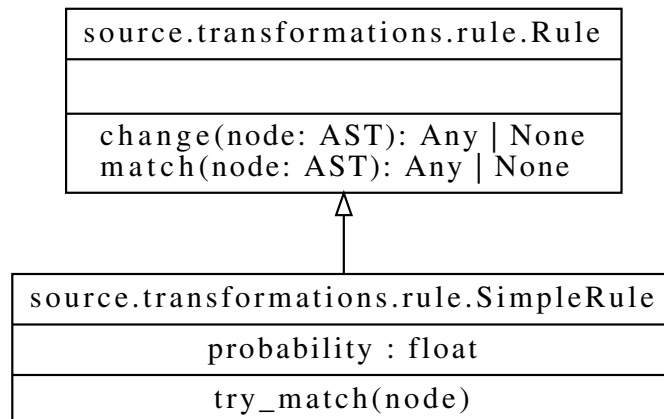 source.transformations.rule.Rule
change(node: AST): Any | None
match(node: AST): Any | None
source.transformations.rule.SimpleRule
probability : float
try_match(node)